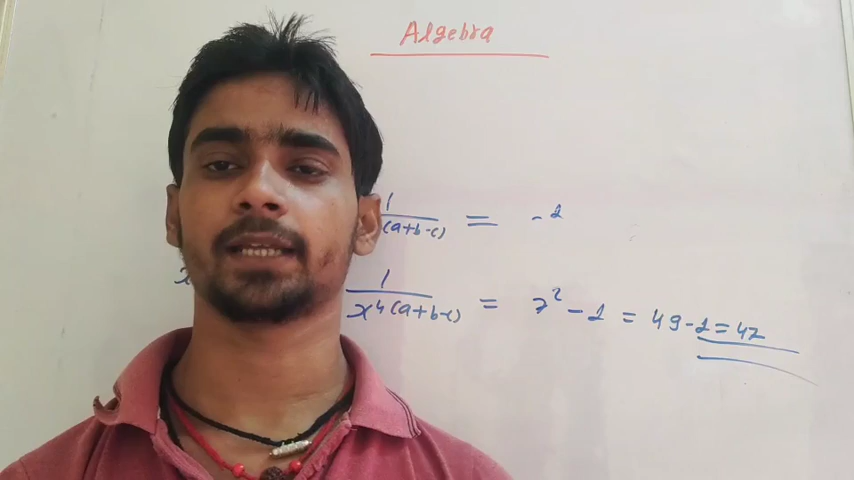 Algebra
1/(a+b-c) = -2
x 1/x⁴(a+b-c) = 7² - 2 = 49-2 = 47